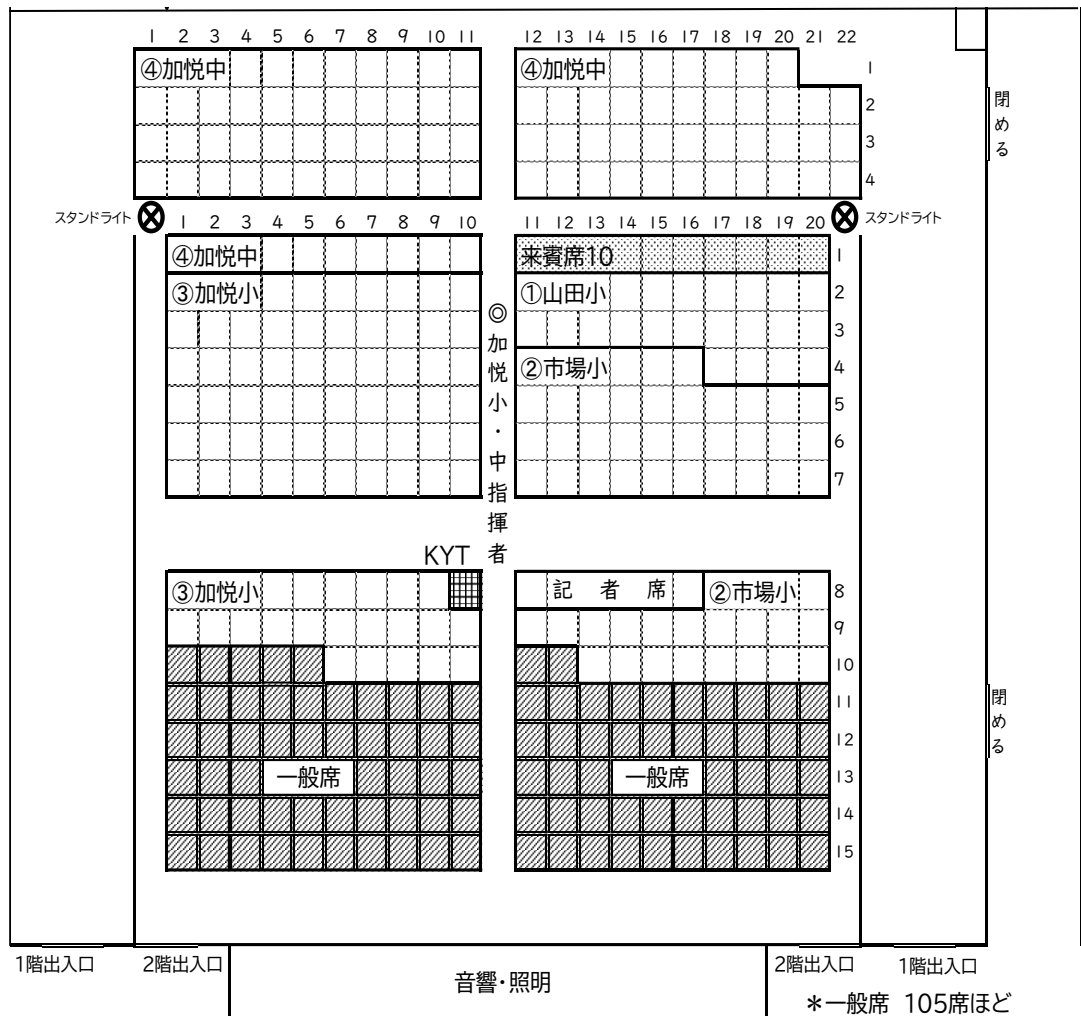 1 2 3 4 5 6 7 8 9 10 11 12 13 14 15 16 17 18 19 20 21 22
④加悦中 ④加悦中 1
2
3
4
閉める
スタンドライト スタンドライト
1 2 3 4 5 6 7 8 9 10 11 12 13 14 15 16 17 18 19 20
④加悦中 来賓席10 1
③加悦小 ①山田小 2
3
②市場小 4
5
6
7
◎加悦小・中指揮者
KYT
③加悦小 記者席 ②市場小 8
9
10
11
12
一般席 一般席 13
14
15
閉める
1階出入口 2階出入口 音響・照明 2階出入口 1階出入口
＊一般席 105席ほど